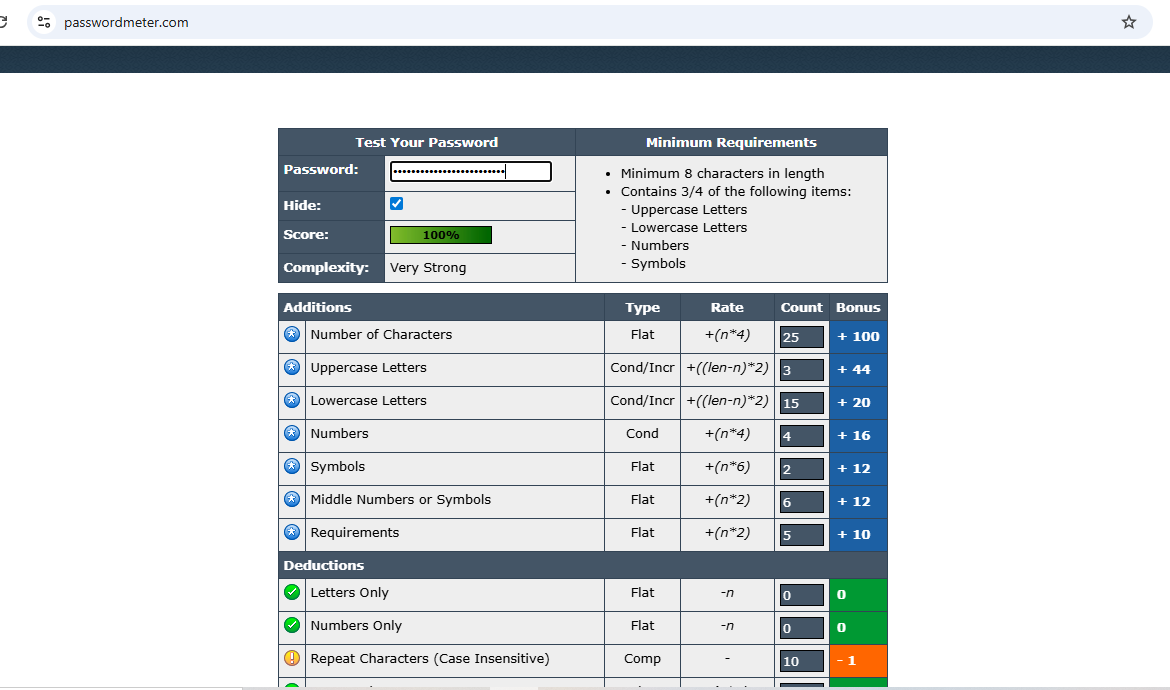 passwordmeter.com
Test Your Password
Minimum Requirements
Password:
•••••••••••••••••••••••••
Hide:
Score:
100%
Complexity:
Very Strong
• Minimum 8 characters in length
• Contains 3/4 of the following items:
- Uppercase Letters
- Lowercase Letters
- Numbers
- Symbols
Additions Type Rate Count Bonus
Number of Characters Flat +(n*4) 25 + 100
Uppercase Letters Cond/Incr +((len-n)*2) 3 + 44
Lowercase Letters Cond/Incr +((len-n)*2) 15 + 20
Numbers Cond +(n*4) 4 + 16
Symbols Flat +(n*6) 2 + 12
Middle Numbers or Symbols Flat +(n*2) 6 + 12
Requirements Flat +(n*2) 5 + 10
Deductions
Letters Only Flat -n 0 0
Numbers Only Flat -n 0 0
Repeat Characters (Case Insensitive) Comp - 10 - 1